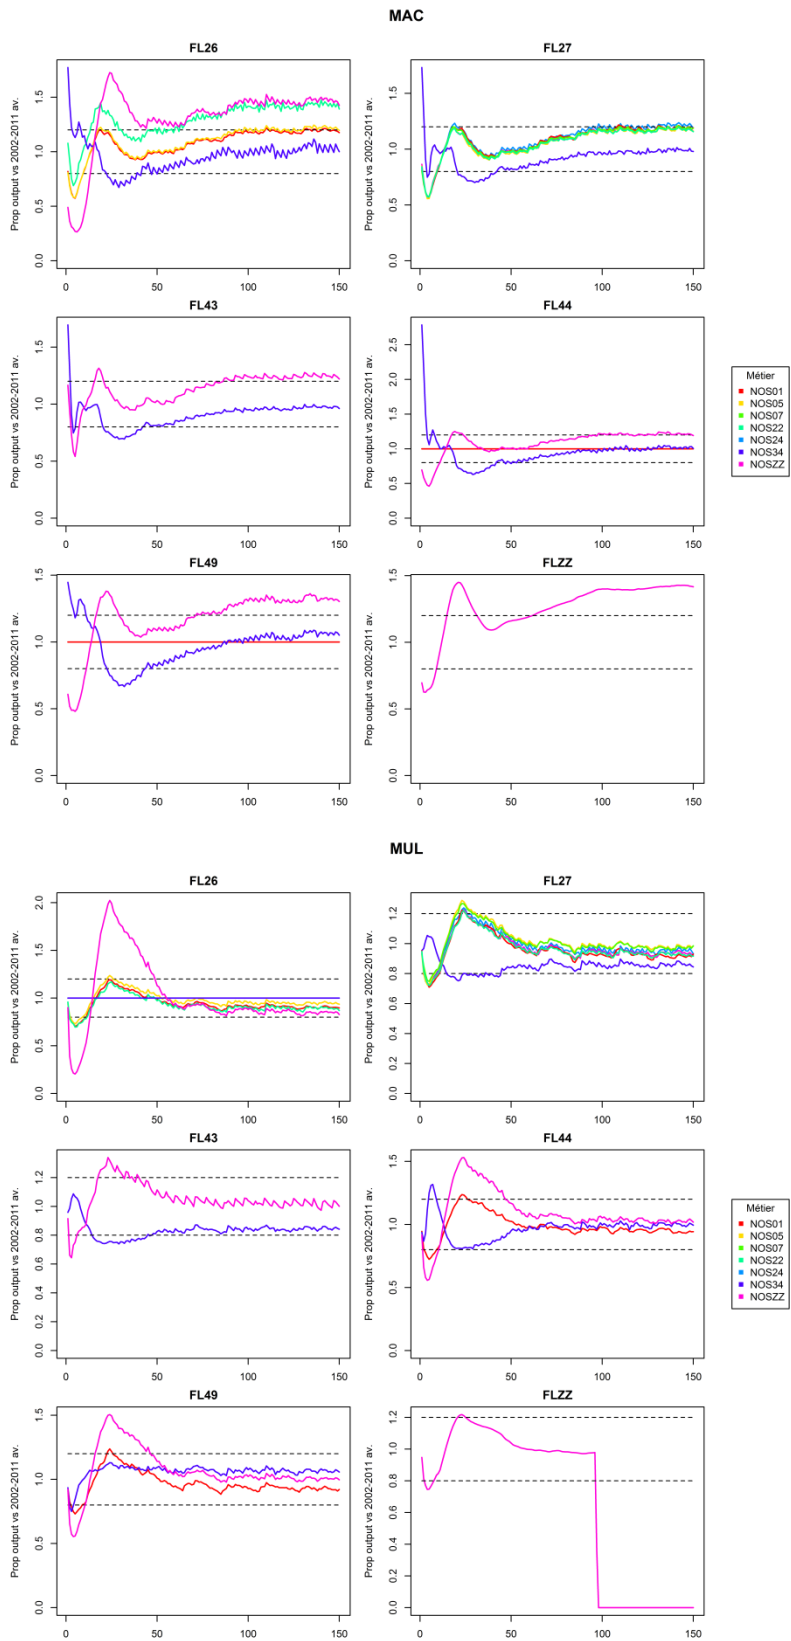 MAC
FL26
FL27
Prop output vs 2002-2011 av.
0.0 0.5 1.0 1.5
0 50 100 150
Prop output vs 2002-2011 av.
0.0 0.5 1.0 1.5
0 50 100 150
FL43
FL44
Prop output vs 2002-2011 av.
0.0 0.5 1.0 1.5
0 50 100 150
Prop output vs 2002-2011 av.
0.0 0.5 1.0 1.5 2.0 2.5
0 50 100 150
Métier
NOS01
NOS05
NOS07
NOS22
NOS24
NOS34
NOSZZ
FL49
FLZZ
Prop output vs 2002-2011 av.
0.0 0.5 1.0 1.5
0 50 100 150
Prop output vs 2002-2011 av.
0.0 0.5 1.0 1.5
0 50 100 150
MUL
FL26
FL27
Prop output vs 2002-2011 av.
0.0 0.5 1.0 1.5 2.0
0 50 100 150
Prop output vs 2002-2011 av.
0.0 0.2 0.4 0.6 0.8 1.0 1.2
0 50 100 150
FL43
FL44
Prop output vs 2002-2011 av.
0.0 0.2 0.4 0.6 0.8 1.0 1.2
0 50 100 150
Prop output vs 2002-2011 av.
0.0 0.5 1.0 1.5
0 50 100 150
Métier
NOS01
NOS05
NOS07
NOS22
NOS24
NOS34
NOSZZ
FL49
FLZZ
Prop output vs 2002-2011 av.
0.0 0.5 1.0 1.5
0 50 100 150
Prop output vs 2002-2011 av.
0.0 0.2 0.4 0.6 0.8 1.0 1.2
0 50 100 150